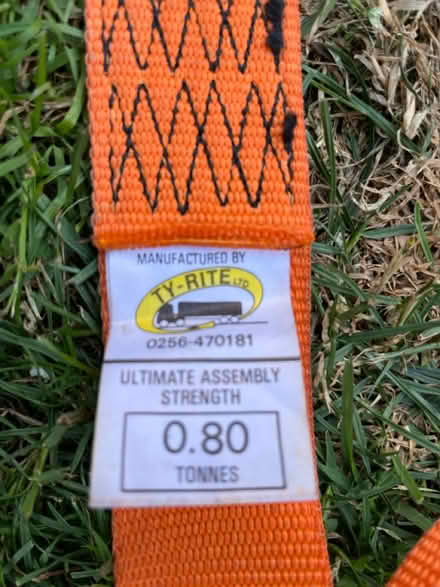 MANUFACTURED BY
TY-RITE LTD.
0256-470181
ULTIMATE ASSEMBLY
STRENGTH
0.80
TONNES